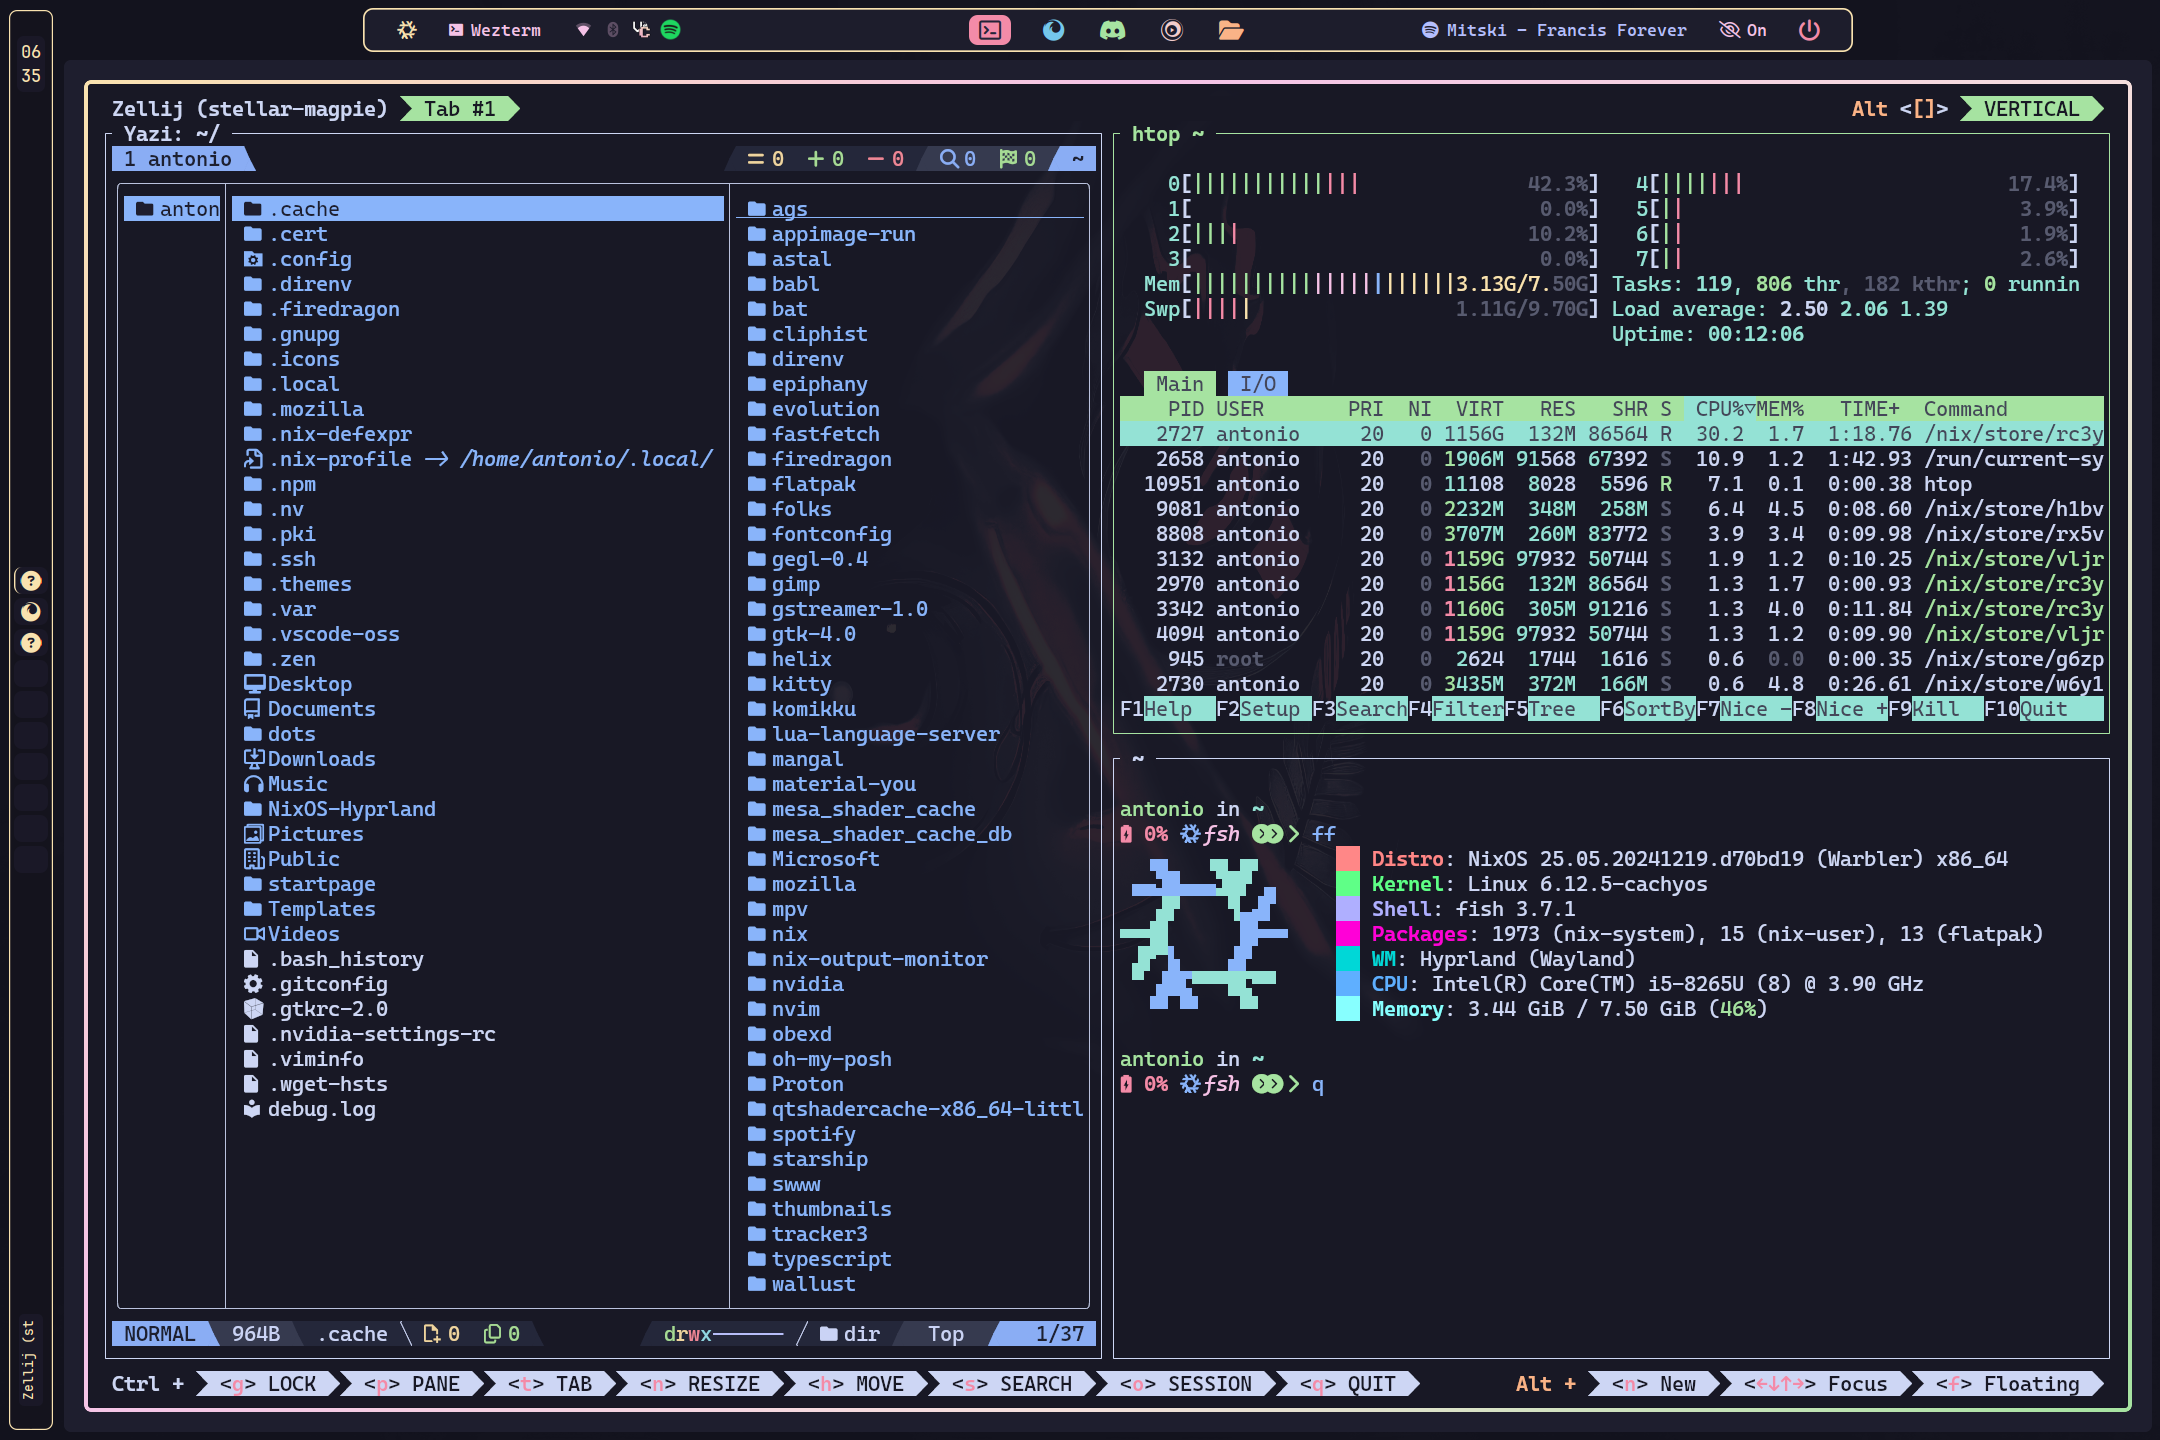 06
35
Wezterm
Mitski - Francis Forever
On
Zellij (stellar-magpie) Tab #1
Alt <[]> VERTICAL
Yazi: ~/
1 antonio
0 0 0 0 0 ~
anton
.cache
.cert
.config
.direnv
.firedragon
.gnupg
.icons
.local
.mozilla
.nix-defexpr
.nix-profile -> /home/antonio/.local/
.npm
.nv
.pki
.ssh
.themes
.var
.vscode-oss
.zen
Desktop
Documents
dots
Downloads
Music
NixOS-Hyprland
Pictures
Public
startpage
Templates
Videos
.bash_history
.gitconfig
.gtkrc-2.0
.nvidia-settings-rc
.viminfo
.wget-hsts
debug.log
ags
appimage-run
astal
babl
bat
cliphist
direnv
epiphany
evolution
fastfetch
firedragon
flatpak
folks
fontconfig
gegl-0.4
gimp
gstreamer-1.0
gtk-4.0
helix
kitty
komikku
lua-language-server
mangal
material-you
mesa_shader_cache
mesa_shader_cache_db
Microsoft
mozilla
mpv
nix
nix-output-monitor
nvidia
nvim
obexd
oh-my-posh
Proton
qtshadercache-x86_64-littl
spotify
starship
swww
thumbnails
tracker3
typescript
wallust
NORMAL 964B .cache 0 0
drwx------ dir Top 1/37
htop ~
0[|||||||||||||| 42.3%] 4[||||||| 17.4%]
1[ 0.0%] 5[|| 3.9%]
2[|||| 10.2%] 6[|| 1.9%]
3[ 0.0%] 7[|| 2.6%]
Mem[||||||||||||||||||||||3.13G/7.50G] Tasks: 119, 806 thr, 182 kthr; 0 runnin
Swp[||||| 1.11G/9.70G] Load average: 2.50 2.06 1.39
Uptime: 00:12:06
Main I/O
PID USER PRI NI VIRT RES SHR S CPU%▽MEM% TIME+ Command
2727 antonio 20 0 1156G 132M 86564 R 30.2 1.7 1:18.76 /nix/store/rc3y
2658 antonio 20 0 1906M 91568 67392 S 10.9 1.2 1:42.93 /run/current-sy
10951 antonio 20 0 11108 8028 5596 R 7.1 0.1 0:00.38 htop
9081 antonio 20 0 2232M 348M 258M S 6.4 4.5 0:08.60 /nix/store/h1bv
8808 antonio 20 0 3707M 260M 83772 S 3.9 3.4 0:09.98 /nix/store/rx5v
3132 antonio 20 0 1159G 97932 50744 S 1.9 1.2 0:10.25 /nix/store/vljr
2970 antonio 20 0 1156G 132M 86564 S 1.3 1.7 0:00.93 /nix/store/rc3y
3342 antonio 20 0 1160G 305M 91216 S 1.3 4.0 0:11.84 /nix/store/rc3y
4094 antonio 20 0 1159G 97932 50744 S 1.3 1.2 0:09.90 /nix/store/vljr
945 root 20 0 2624 1744 1616 S 0.6 0.0 0:00.35 /nix/store/g6zp
2730 antonio 20 0 3435M 372M 166M S 0.6 4.8 0:26.61 /nix/store/w6y1
F1Help F2Setup F3SearchF4FilterF5Tree F6SortByF7Nice -F8Nice +F9Kill F10Quit
~
antonio in ~
0% fsh ff
Distro: NixOS 25.05.20241219.d70bd19 (Warbler) x86_64
Kernel: Linux 6.12.5-cachyos
Shell: fish 3.7.1
Packages: 1973 (nix-system), 15 (nix-user), 13 (flatpak)
WM: Hyprland (Wayland)
CPU: Intel(R) Core(TM) i5-8265U (8) @ 3.90 GHz
Memory: 3.44 GiB / 7.50 GiB (46%)
antonio in ~
0% fsh q
Zellij (st
Ctrl + <g> LOCK <p> PANE <t> TAB <n> RESIZE <h> MOVE <s> SEARCH <o> SESSION <q> QUIT
Alt + <n> New <←↓↑→> Focus <f> Floating